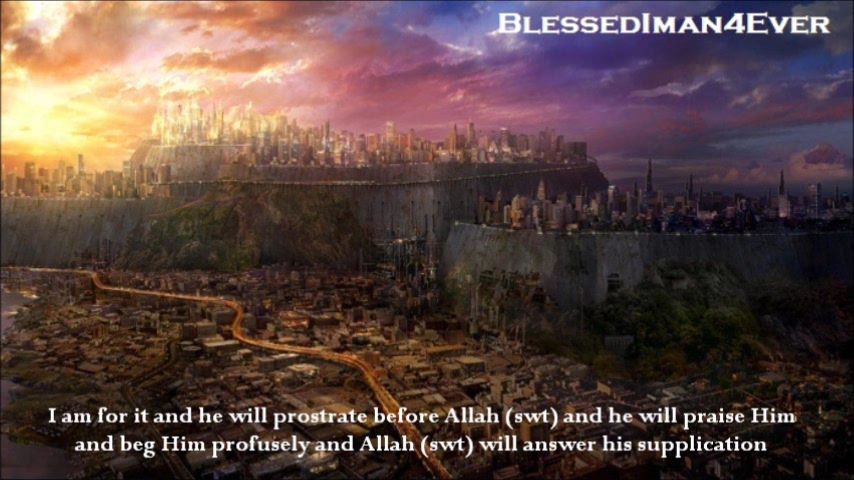 BlessedIman4Ever
I am for it and he will prostrate before Allah (swt) and he will praise Him
and beg Him profusely and Allah (swt) will answer his supplication